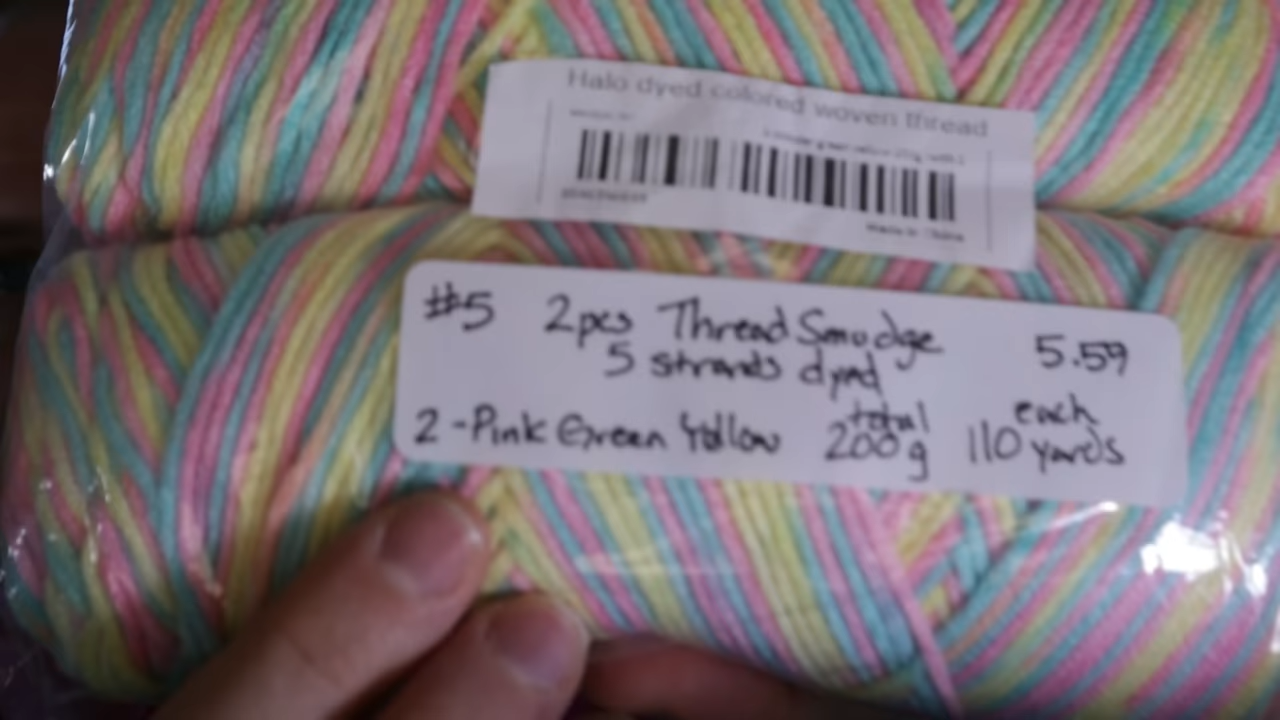 Halo dyed colored woven thread
Made in China
#5 2pcs Thread Smudge 5.59
5 strands dyed
2 - Pink Green Yellow total 200g each 110 yards